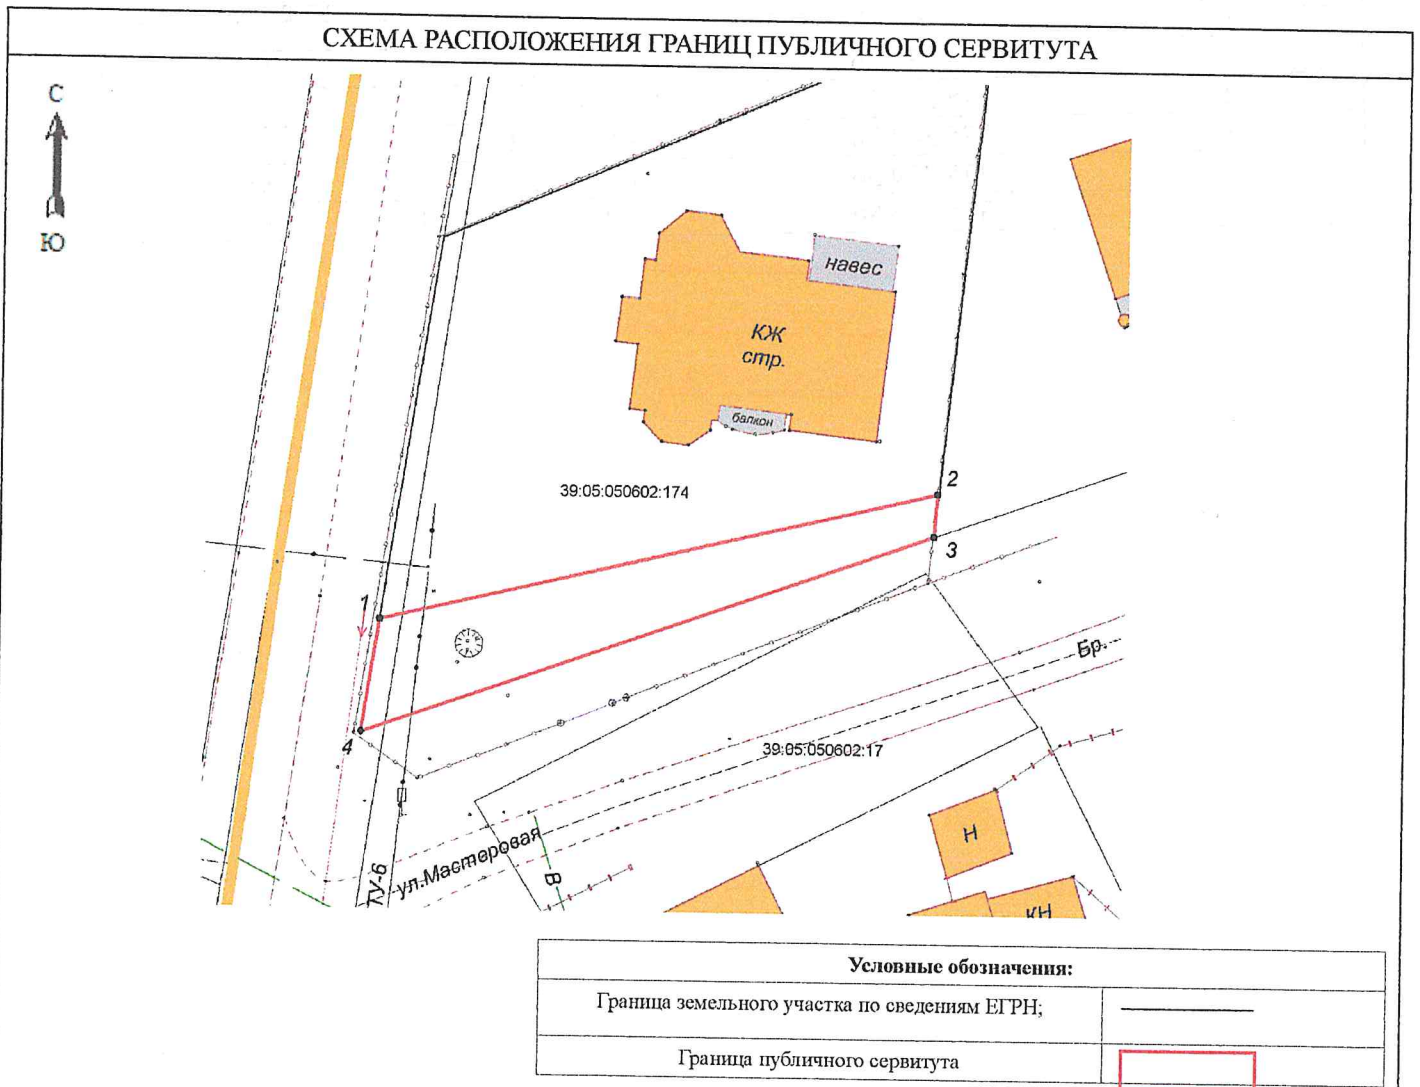 СХЕМА РАСПОЛОЖЕНИЯ ГРАНИЦ ПУБЛИЧНОГО СЕРВИТУТА
С
Ю
навес
КЖ
стр.
балкон
39:05:050602:174
2
3
1
4
Бр.
39:05:050602:17
ул.Мастеровая
ТУ-6
В
Н
КН
Условные обозначения:
Граница земельного участка по сведениям ЕГРН;
Граница публичного сервитута